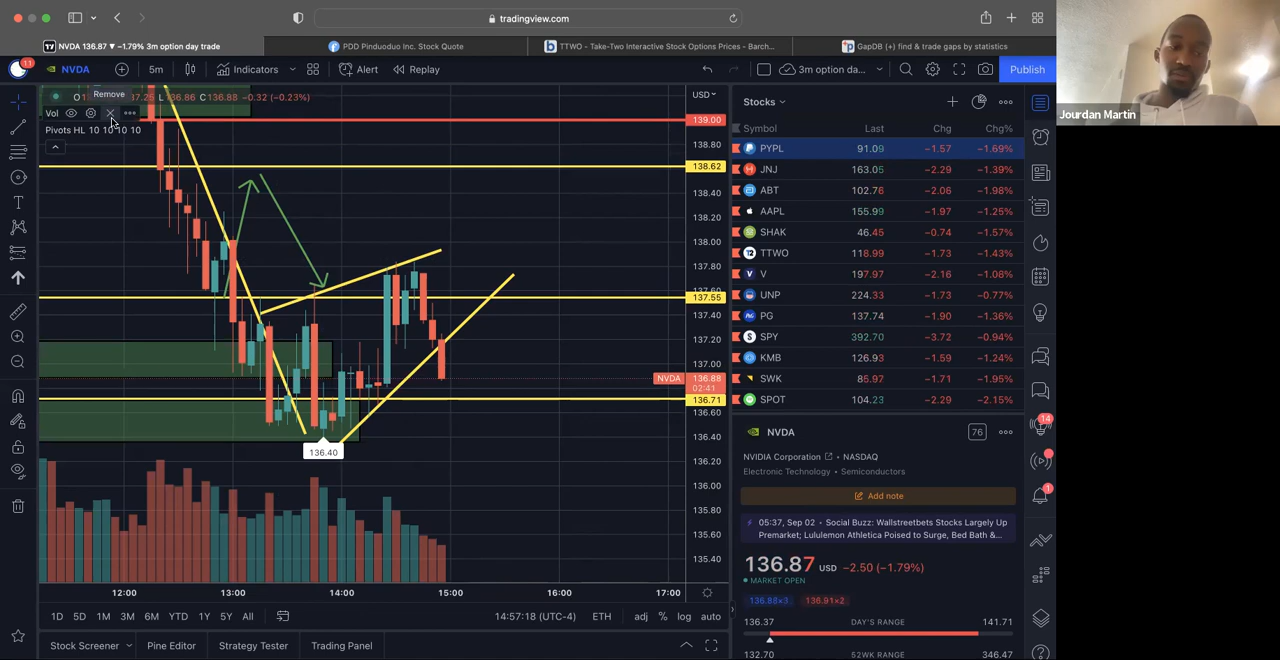 tradingview.com
NVDA 136.87 ▼ −1.79% 3m option day trade
PDD Pinduoduo Inc. Stock Quote
TTWO - Take-Two Interactive Stock Options Prices - Barch...
GapDB (+) find & trade gaps by statistics
11
NVDA
5m
Indicators
Alert
Replay
3m option da...
Publish
Remove
L136.86 C136.88 −0.32 (−0.23%)
Vol
Pivots HL 10 10 10 10
USD
139.00
138.80
138.62
138.40
138.20
138.00
137.80
137.60
137.55
137.40
137.20
137.00
NVDA 136.88
02:41
136.71
136.60
136.40
136.20
136.00
135.80
135.60
135.40
136.40
12:00 13:00 14:00 15:00 16:00 17:00
1D 5D 1M 3M 6M YTD 1Y 5Y All
14:57:18 (UTC-4) ETH adj % log auto
Stock Screener Pine Editor Strategy Tester Trading Panel
Stocks
Symbol Last Chg Chg%
PYPL 91.09 −1.57 −1.69%
JNJ 163.05 −2.29 −1.39%
ABT 102.76 −2.06 −1.98%
AAPL 155.99 −1.97 −1.25%
SHAK 46.45 −0.74 −1.57%
TTWO 118.99 −1.73 −1.43%
V 197.97 −2.16 −1.08%
UNP 224.33 −1.73 −0.77%
PG 137.74 −1.90 −1.36%
SPY 392.70 −3.72 −0.94%
KMB 126.93 −1.59 −1.24%
SWK 85.97 −1.71 −1.95%
SPOT 104.23 −2.29 −2.15%
NVDA
76
NVIDIA Corporation • NASDAQ
Electronic Technology • Semiconductors
Add note
05:37, Sep 02 • Social Buzz: Wallstreetbets Stocks Largely Up
Premarket; Lululemon Athletica Poised to Surge, Bed Bath &...
136.87 USD −2.50 (−1.79%)
MARKET OPEN
136.88×3 136.91×2
136.37 DAY'S RANGE 141.71
132.70 52WK RANGE 346.47
14
1
Jourdan Martin